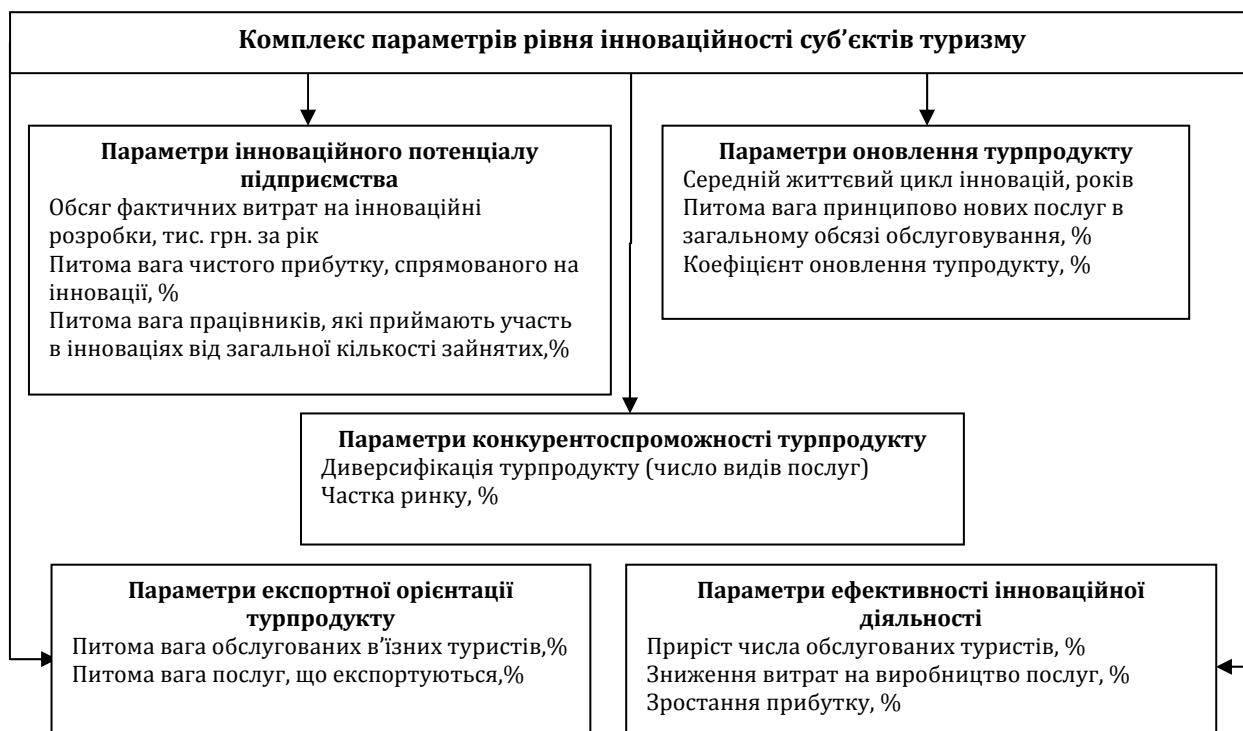 Комплекс параметрів рівня інноваційності суб’єктів туризму
Параметри інноваційного потенціалу
підприємства
Обсяг фактичних витрат на інноваційні
розробки, тис. грн. за рік
Питома вага чистого прибутку, спрямованого на
інновації, %
Питома вага працівників, які приймають участь
в інноваціях від загальної кількості зайнятих,%
Параметри оновлення турпродукту
Середній життєвий цикл інновацій, років
Питома вага принципово нових послуг в
загальному обсязі обслуговування, %
Коефіцієнт оновлення тупродукту, %
Параметри конкурентоспроможності турпродукту
Диверсифікація турпродукту (число видів послуг)
Частка ринку, %
Параметри експортної орієнтації
турпродукту
Питома вага обслугованих в’їзних туристів,%
Питома вага послуг, що експортуються,%
Параметри ефективності інноваційної
діяльності
Приріст числа обслугованих туристів, %
Зниження витрат на виробництво послуг, %
Зростання прибутку, %